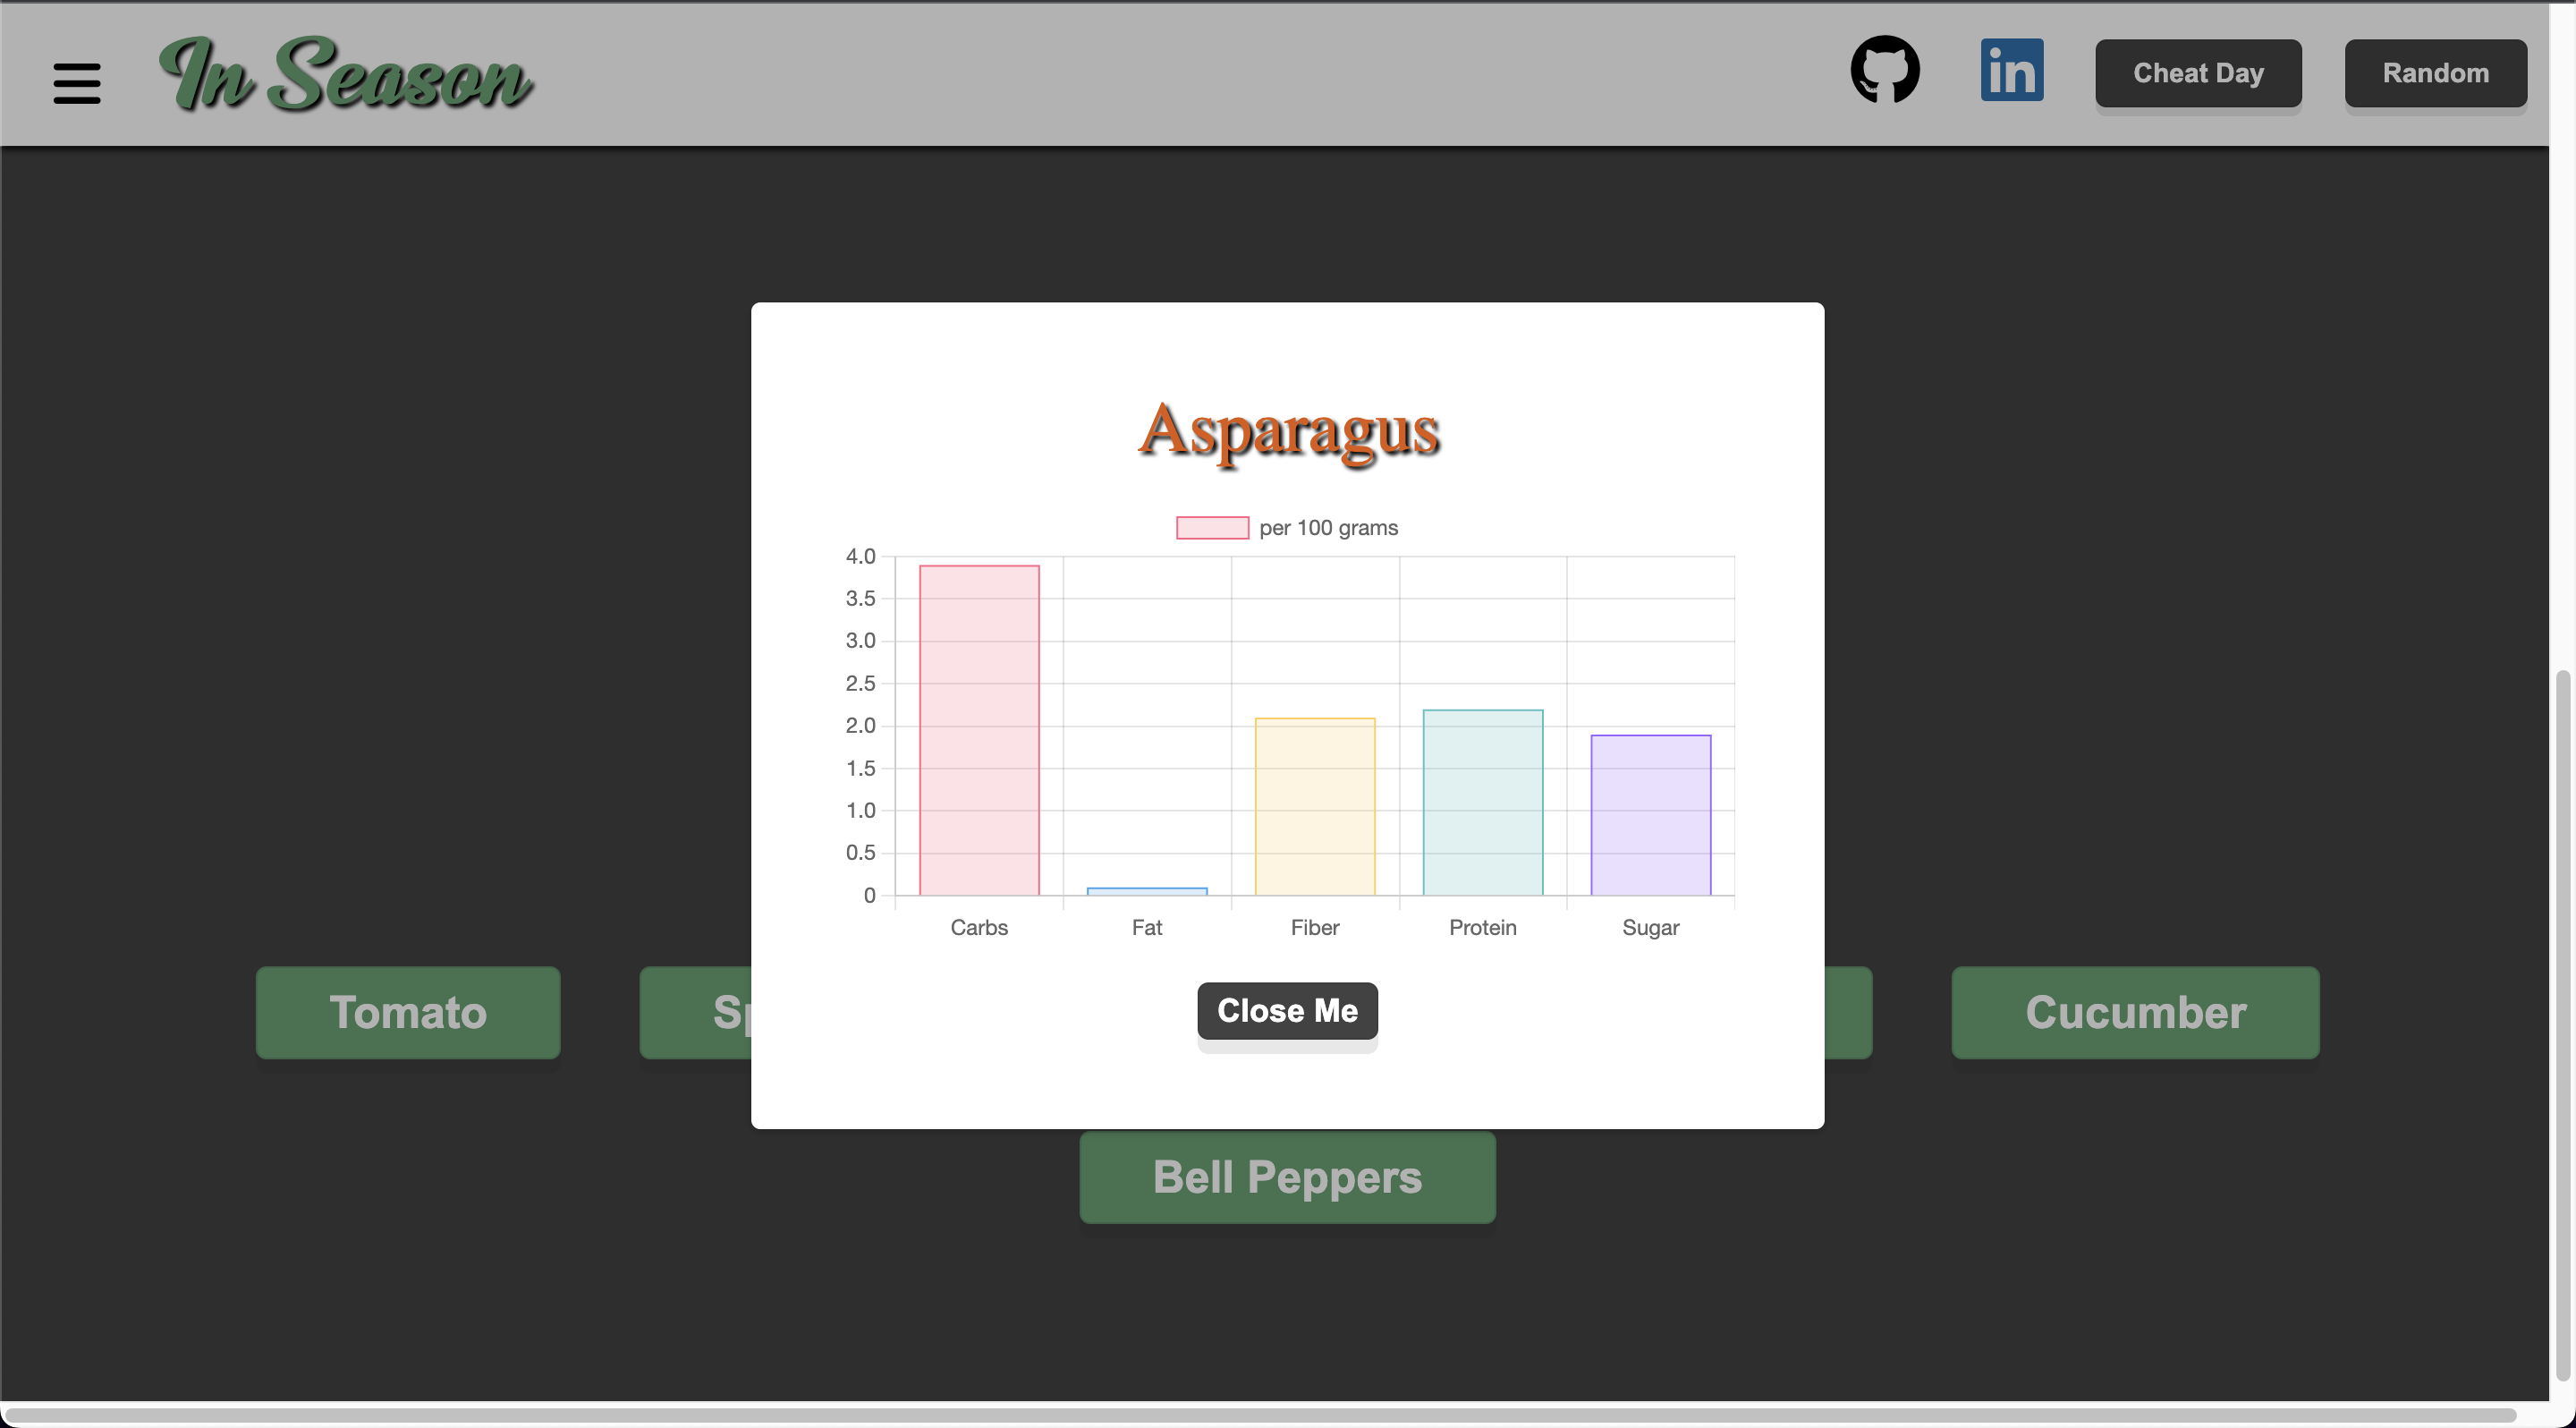 In Season
in
Cheat Day
Random
Asparagus
per 100 grams
4.0
3.5
3.0
2.5
2.0
1.5
1.0
0.5
0
Carbs Fat Fiber Protein Sugar
Tomato
Close Me
Cucumber
Bell Peppers